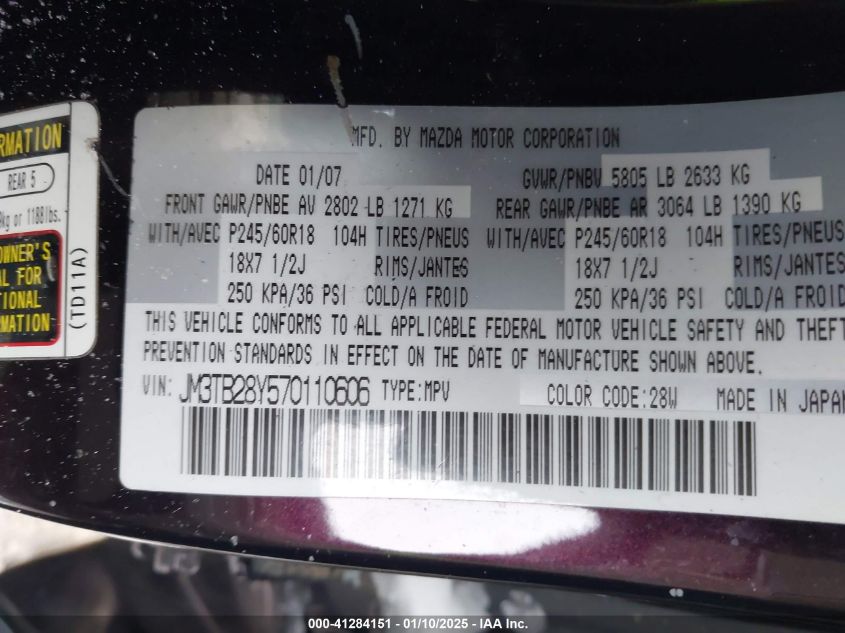 RMATION
REAR 5
kg or 1188lbs.
OWNER'S
AL FOR
TIONAL
RMATION
(TD11A)
MFD. BY MAZDA MOTOR CORPORATION
DATE 01/07 GVWR/PNBV 5805 LB 2633 KG
FRONT GAWR/PNBE AV 2802 LB 1271 KG REAR GAWR/PNBE AR 3064 LB 1390 KG
WITH/AVEC P245/60R18 104H TIRES/PNEUS WITH/AVEC P245/60R18 104H TIRES/PNEUS
18X7 1/2J RIMS/JANTES 18X7 1/2J RIMS/JANTES
250 KPA/36 PSI COLD/A FROID 250 KPA/36 PSI COLD/A FROID
THIS VEHICLE CONFORMS TO ALL APPLICABLE FEDERAL MOTOR VEHICLE SAFETY AND THEFT
PREVENTION STANDARDS IN EFFECT ON THE DATE OF MANUFACTURE SHOWN ABOVE.
VIN: JM3TB28Y570110606 TYPE:MPV COLOR CODE:28W MADE IN JAPAN
000-41284151 — 01/10/2025 — IAA Inc.